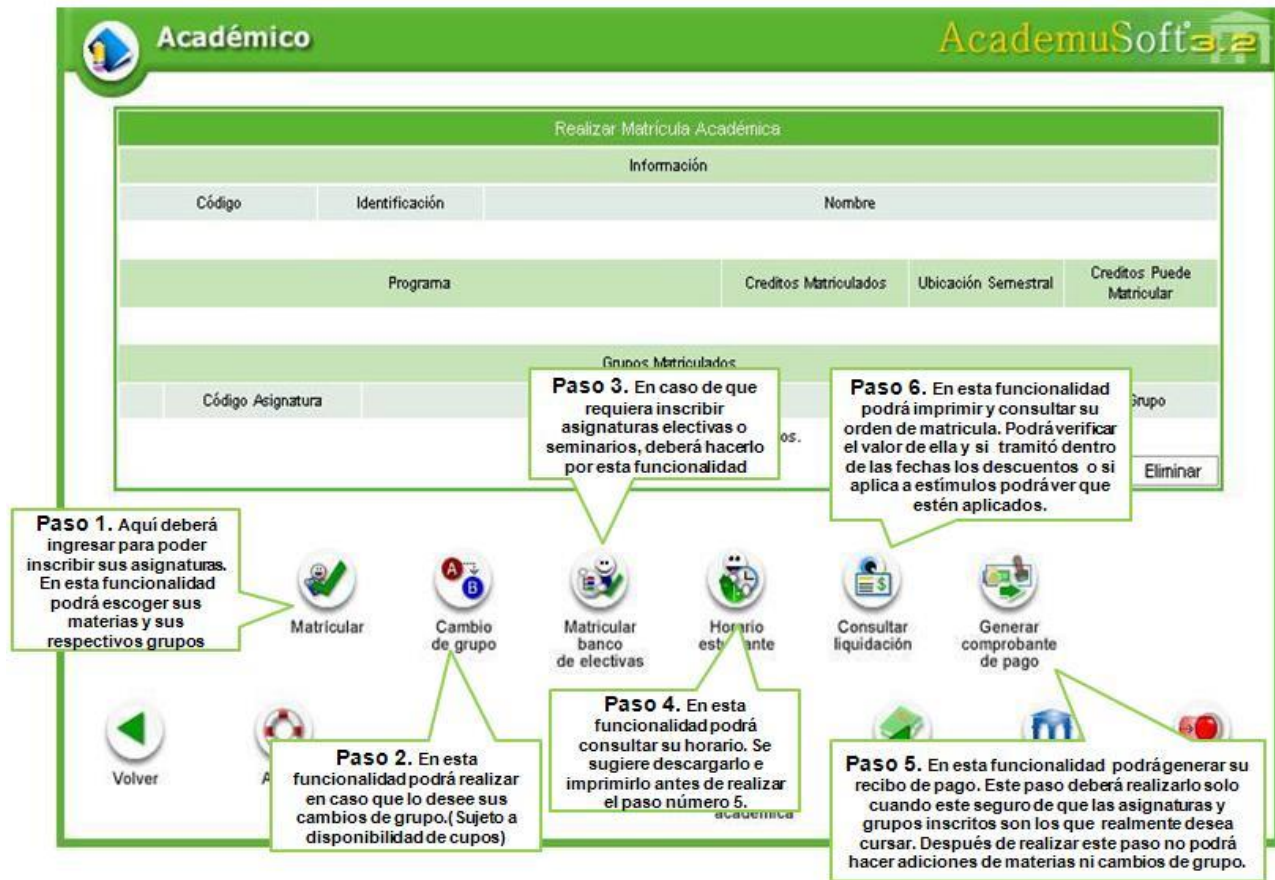 Académico
AcademuSoft 3.2
Realizar Matrícula Académica
Información
Código Identificación Nombre
Programa Creditos Matriculados Ubicación Semestral Creditos Puede
Matricular
Grupos Matriculados
Código Asignatura Grupo
os.
Eliminar
Paso 3. En caso de que
requiera inscribir
asignaturas electivas o
seminarios, deberá hacerlo
por esta funcionalidad
Paso 6. En esta funcionalidad
podrá imprimir y consultar su
orden de matricula. Podrá verificar
el valor de ella y si tramitó dentro
de las fechas los descuentos o si
aplica a estímulos podrá ver que
estén aplicados.
Paso 1. Aquí deberá
ingresar para poder
inscribir sus asignaturas.
En esta funcionalidad
podrá escoger sus
materias y sus
respectivos grupos
Matrícular
Cambio
de grupo
Matricular
banco
de electivas
Horario
estudiante
Consultar
liquidación
Generar
comprobante
de pago
Volver
A
Paso 2. En esta
funcionalidad podrá realizar
en caso que lo desee sus
cambios de grupo.( Sujeto a
disponibilidad de cupos)
Paso 4. En esta
funcionalidad podrá
consultar su horario. Se
sugiere descargarlo e
imprimirlo antes de realizar
el paso número 5.
académica
Paso 5. En esta funcionalidad podrá generar su
recibo de pago. Este paso deberá realizarlo solo
cuando este seguro de que las asignaturas y
grupos inscritos son los que realmente desea
cursar. Después de realizar este paso no podrá
hacer adiciones de materias ni cambios de grupo.